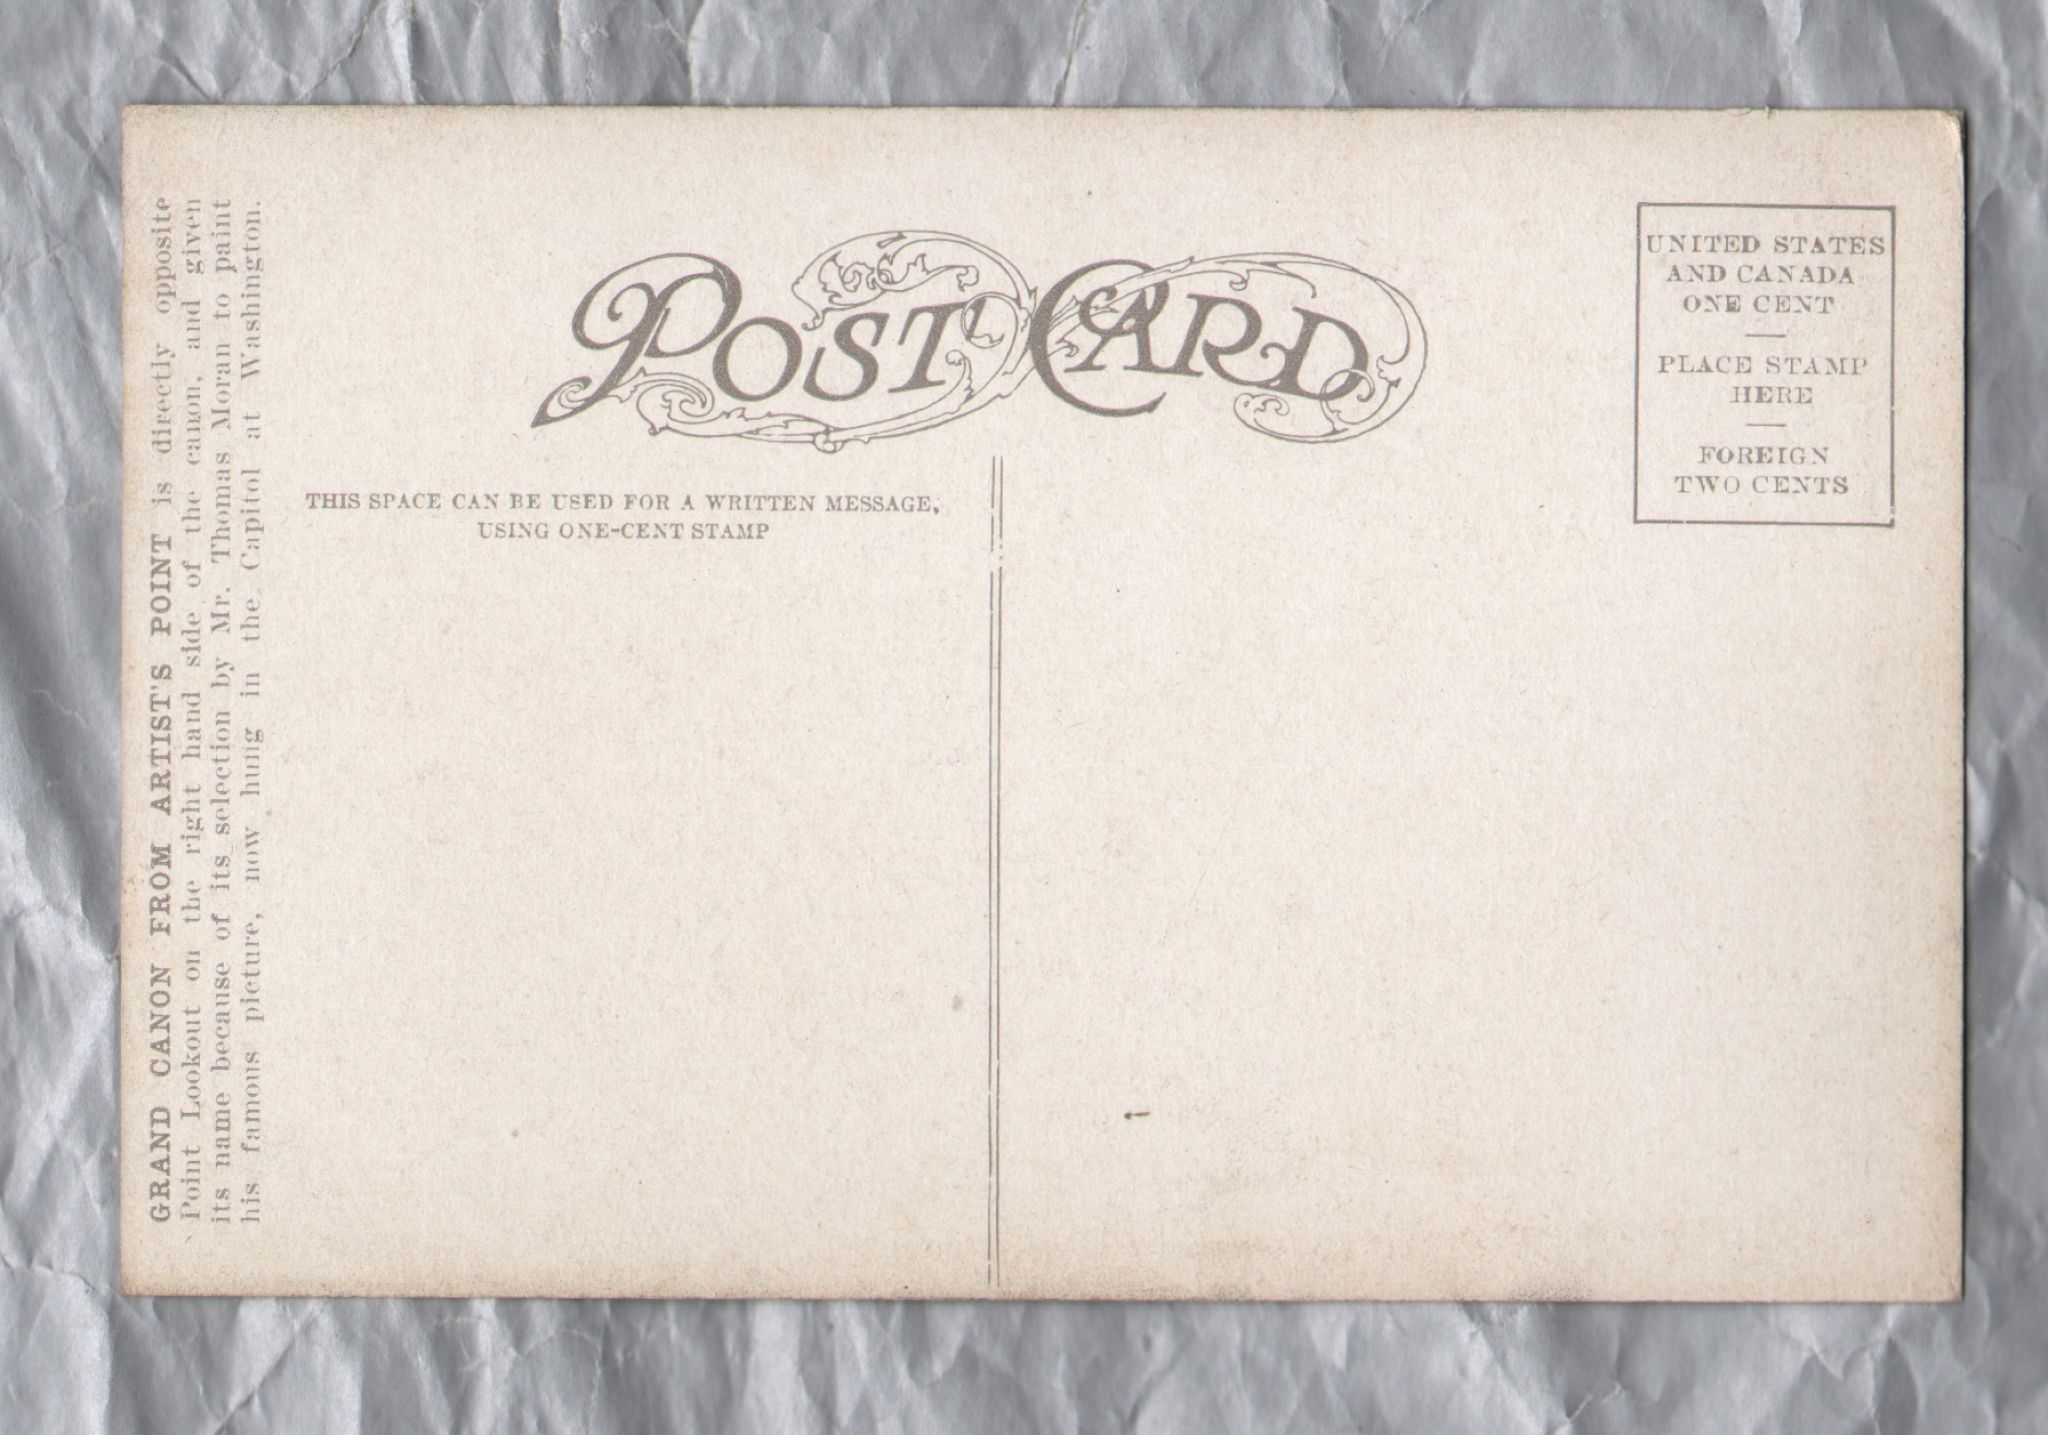 GRAND CANON FROM ARTIST'S POINT is directly opposite
Point Lookout on the right hand side of the canon, and given
its name because of its selection by Mr. Thomas Moran to paint
his famous picture, now hung in the Capitol at Washington.
POST CARD
THIS SPACE CAN BE USED FOR A WRITTEN MESSAGE,
USING ONE-CENT STAMP
UNITED STATES
AND CANADA
ONE CENT
PLACE STAMP
HERE
FOREIGN
TWO CENTS